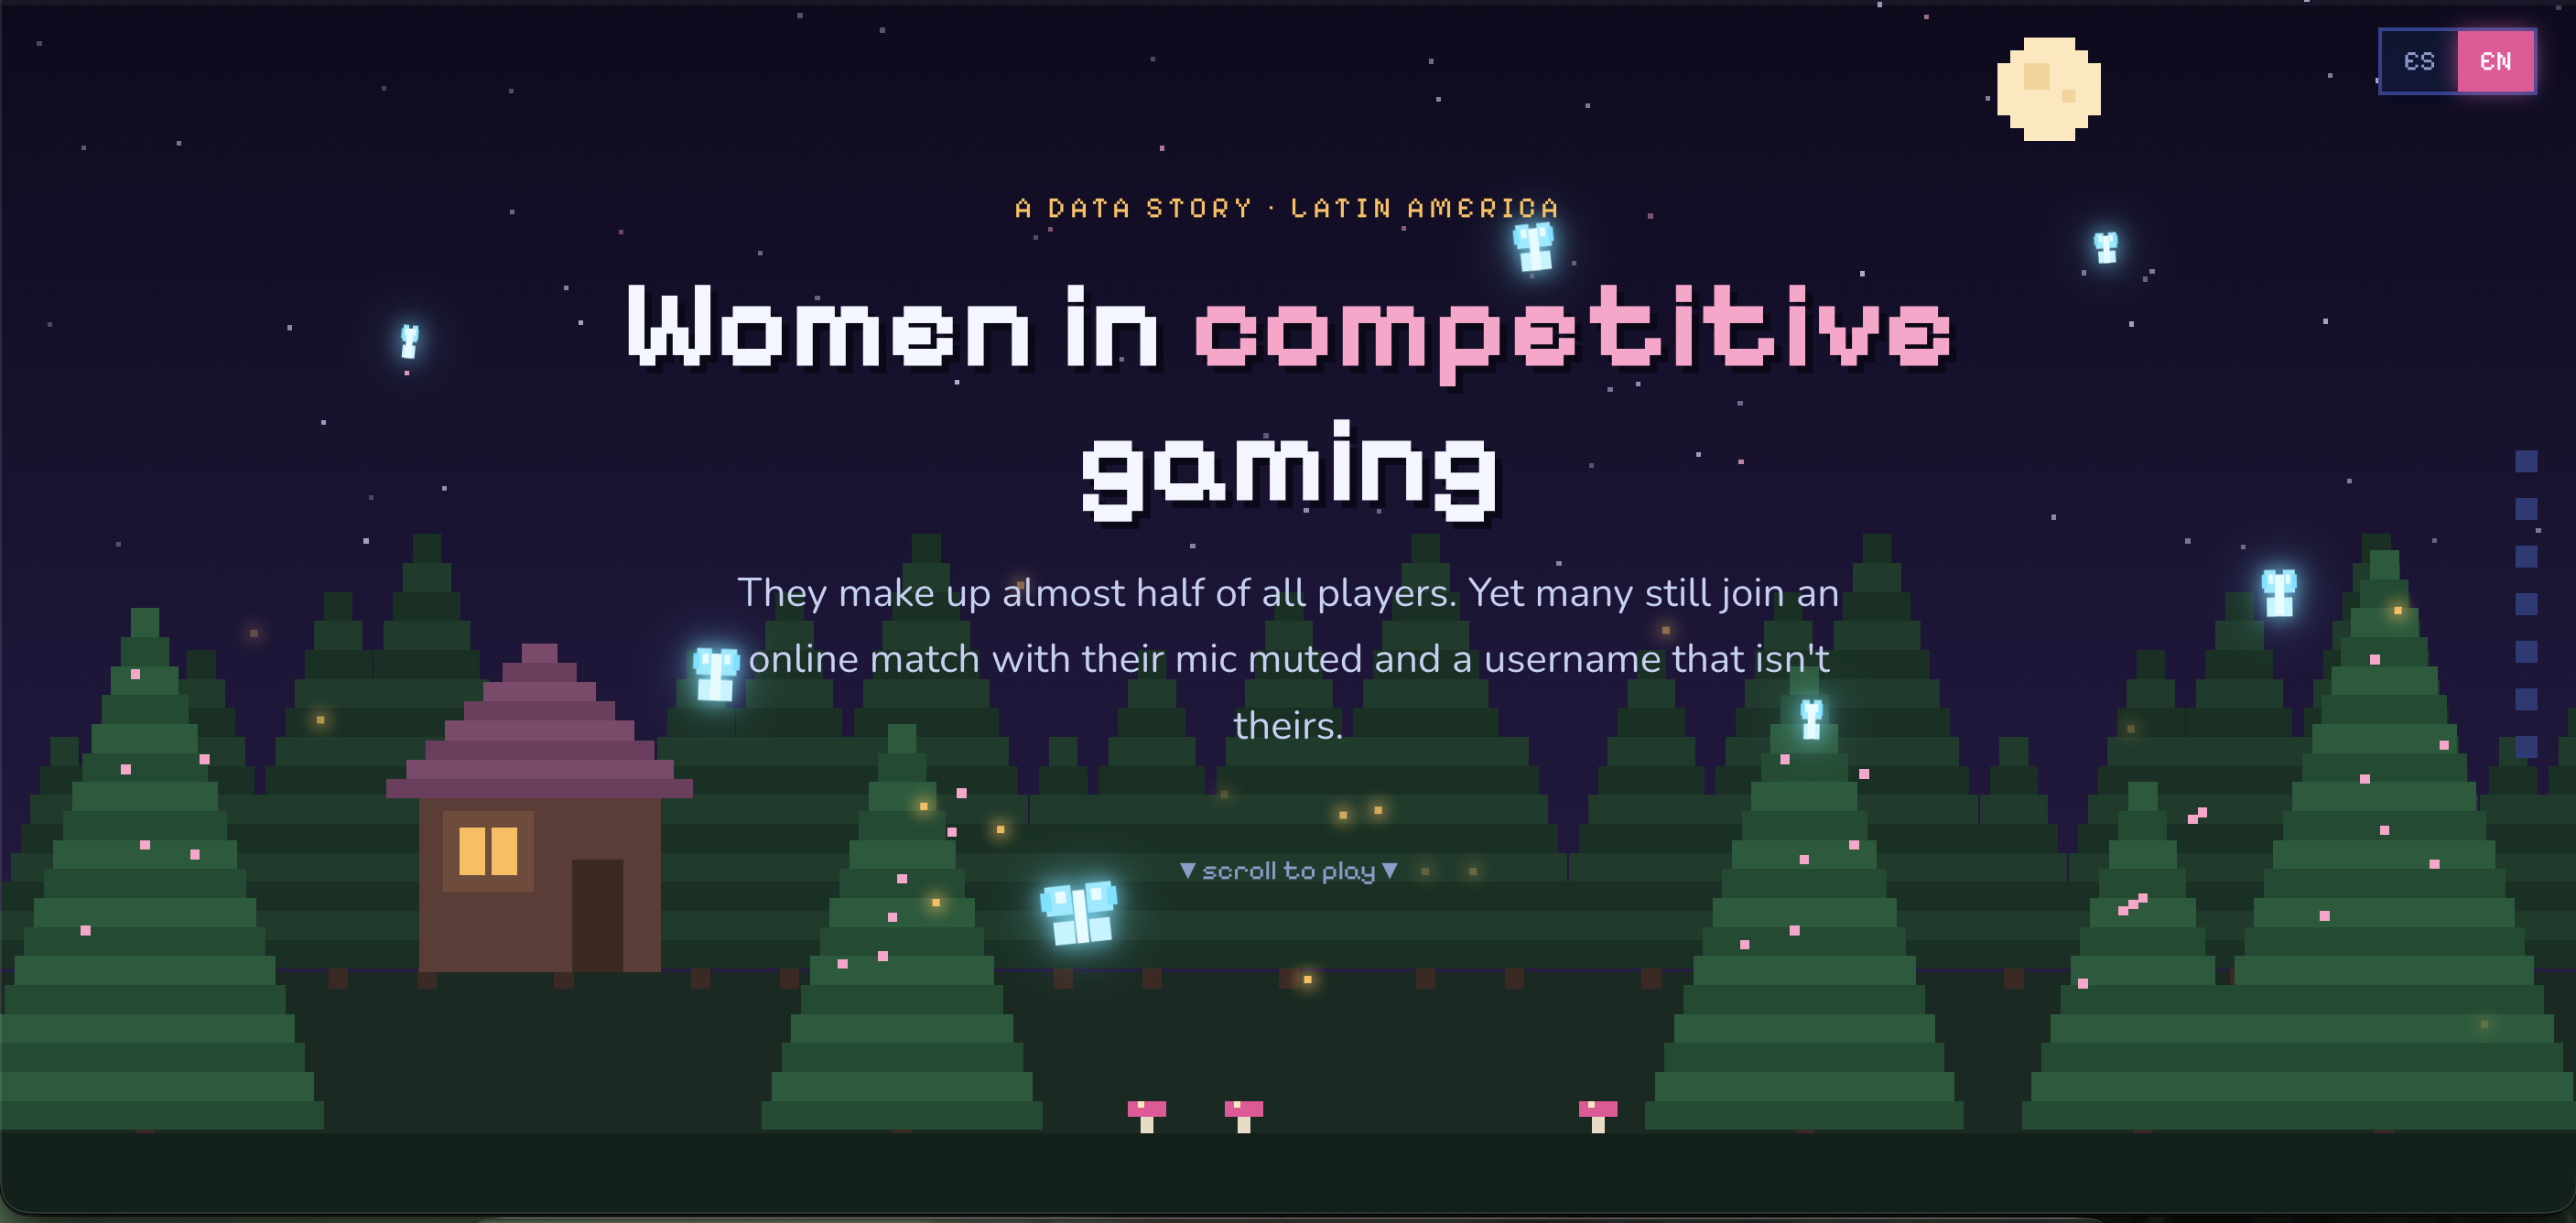 ES EN
A DATA STORY · LATIN AMERICA
Women in competitive
gaming
They make up almost half of all players. Yet many still join an
online match with their mic muted and a username that isn't
theirs.
▼ scroll to play ▼